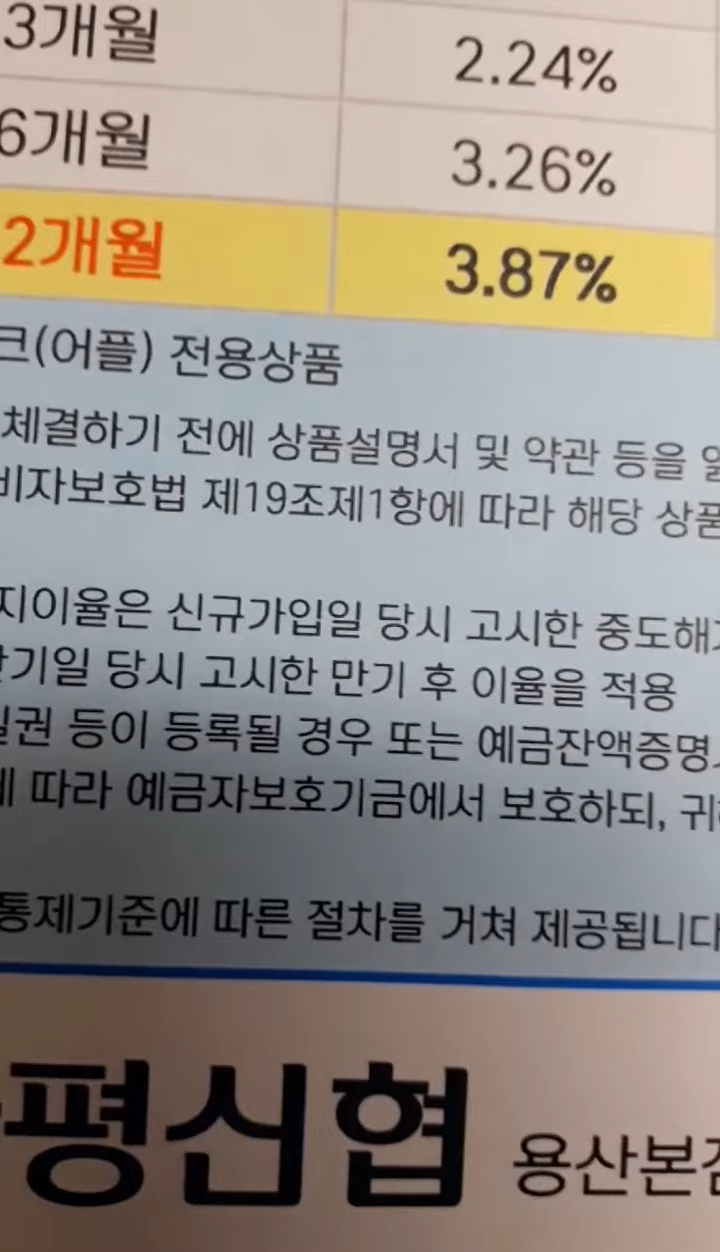 3개월 2.24%
6개월 3.26%
2개월 3.87%
크(어플) 전용상품
체결하기 전에 상품설명서 및 약관 등을
비자보호법 제19조제1항에 따라 해당 상품
지이율은 신규가입일 당시 고시한 중도해지
만기일 당시 고시한 만기 후 이율을 적용
등이 등록될 경우 또는 예금잔액증명
에 따라 예금자보호기금에서 보호하되,
통제기준에 따른 절차를 거쳐 제공됩니다
평신협 용산본점